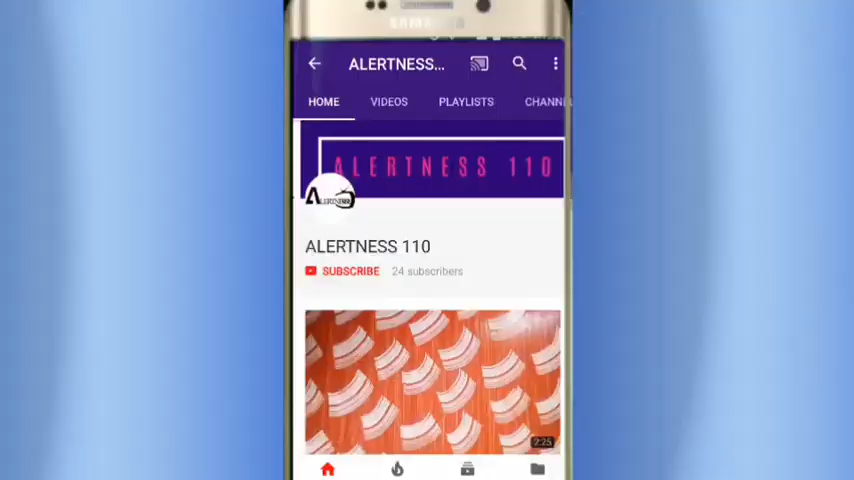 SAMSUNG
ALERTNESS...
HOME VIDEOS PLAYLISTS CHANN
ALERTNESS 110
ALERTNESS 110
SUBSCRIBE 24 subscribers
2:25